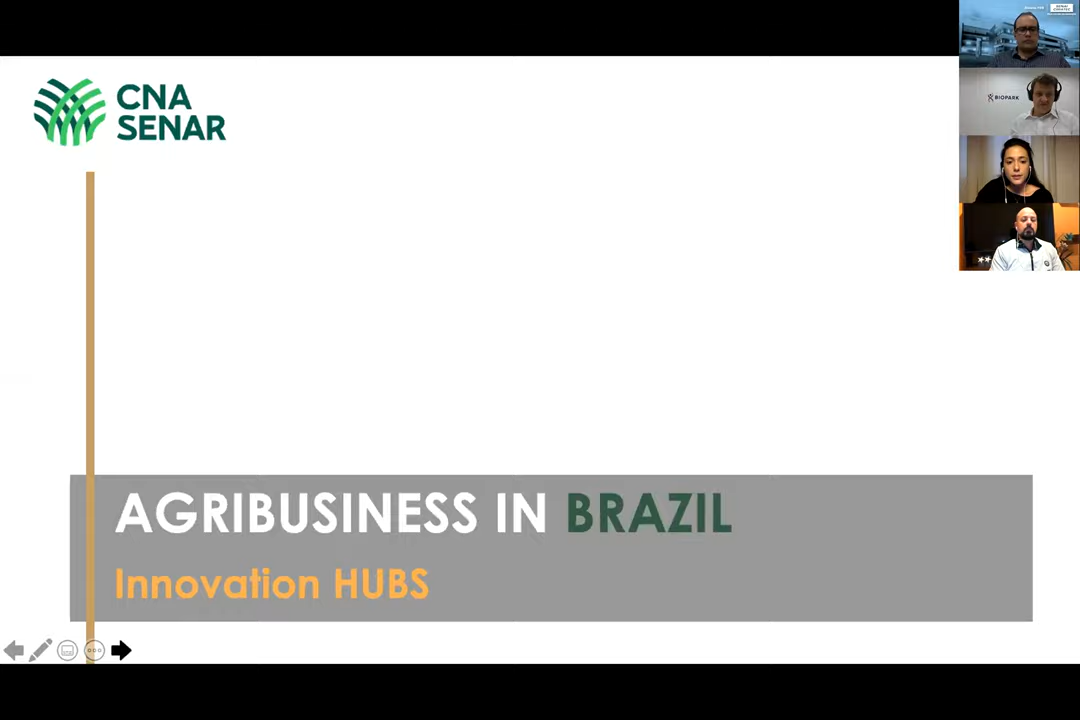 CNA
SENAR
BIOPARK
**
AGRIBUSINESS IN BRAZIL
Innovation HUBS